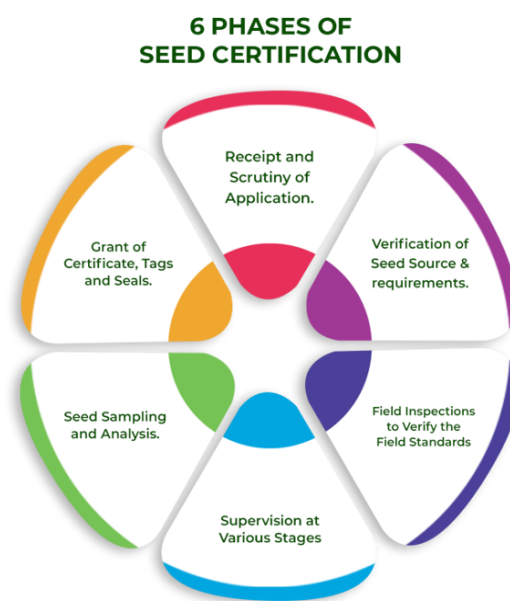 6 PHASES OF
SEED CERTIFICATION
Receipt and
Scrutiny of
Application.
Verification of
Seed Source &
requirements.
Field Inspections
to Verify the
Field Standards
Supervision at
Various Stages
Seed Sampling
and Analysis.
Grant of
Certificate, Tags
and Seals.